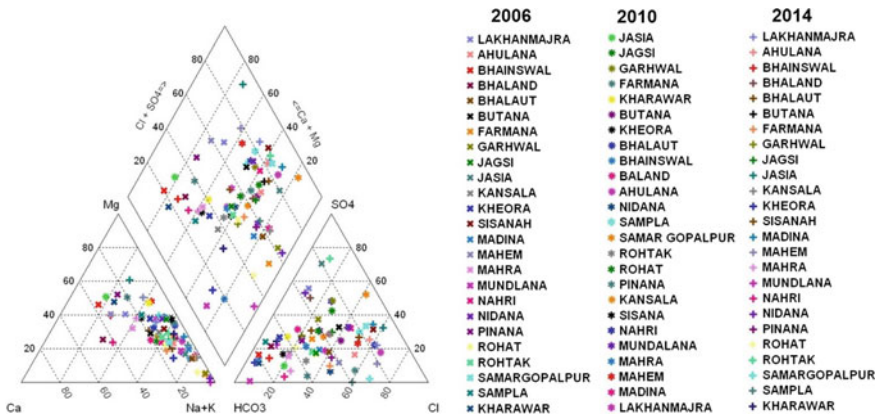 2006 2010 2014
LAKHANMAJRA JASIA LAKHANMAJRA
AHULANA JAGSI AHULANA
BHAINSWAL GARHWAL BHAINSWAL
BHALAND FARMANA BHALAND
BHALAUT KHARAWAR BHALAUT
BUTANA BUTANA BUTANA
FARMANA KHEORA FARMANA
GARHWAL BHALAUT GARHWAL
JAGSI BHAINSWAL JAGSI
JASIA BALAND JASIA
KANSALA AHULANA KANSALA
KHEORA NIDANA KHEORA
SISANAH SAMPLA SISANAH
MADINA SAMAR GOPALPUR MADINA
MAHEM ROHTAK MAHEM
MAHRA ROHAT MAHRA
MUNDLANA PINANA MUNDLANA
NAHRI KANSALA NAHRI
NIDANA SISANA NIDANA
PINANA NAHRI PINANA
ROHAT MUNDALANA ROHAT
ROHTAK MAHRA ROHTAK
SAMARGOPALPUR MAHEM SAMARGOPALPUR
SAMPLA MADINA SAMPLA
KHARAWAR LAKHANMAJRA KHARAWAR
80 80
60 60
Cl + SO4=> <=Ca + Mg
40 40
20 20
Mg SO4
80 80
60 60
40 40
20 20
80 60 40 20 20 40 60 80
Ca Na+K HCO3 Cl